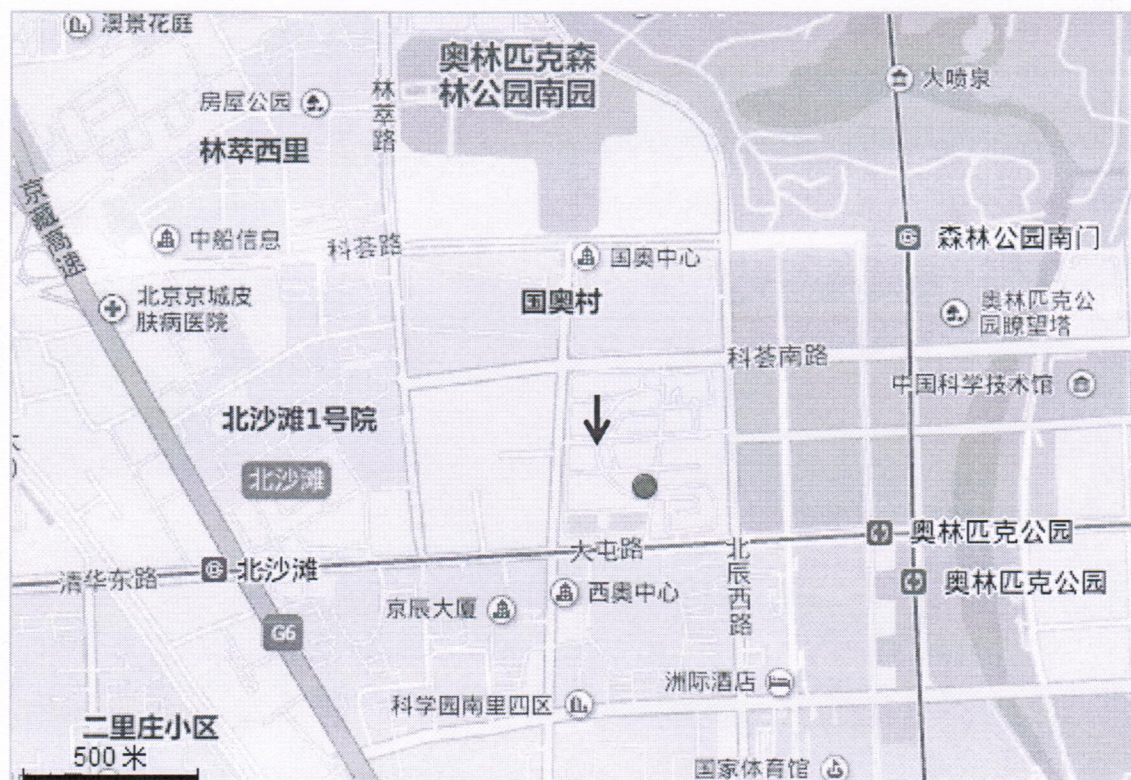 澳景花庭
奥林匹克森
林公园南园
大喷泉
房屋公园
林萃路
林萃西里
京藏高速
中船信息
科荟路
国奥中心
森林公园南门
北京京城皮
肤病医院
国奥村
奥林匹克公
园瞭望塔
科荟南路
中国科学技术馆
北沙滩1号院
北沙滩
大屯路
北辰西路
奥林匹克公园
清华东路
北沙滩
西奥中心
奥林匹克公园
京辰大厦
G6
洲际酒店
科学园南里四区
二里庄小区
500 米
国家体育馆